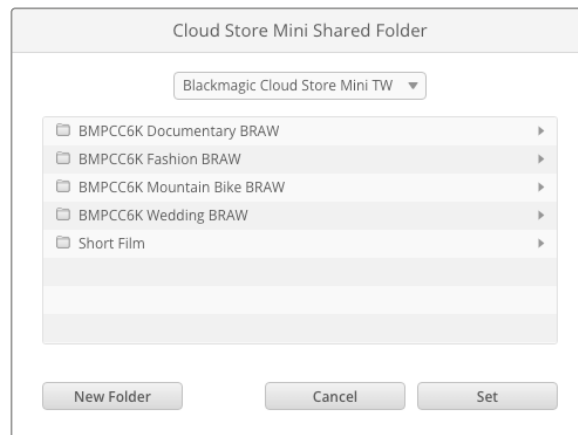 Cloud Store Mini Shared Folder
Blackmagic Cloud Store Mini TW
BMPCC6K Documentary BRAW
BMPCC6K Fashion BRAW
BMPCC6K Mountain Bike BRAW
BMPCC6K Wedding BRAW
Short Film
New Folder Cancel Set